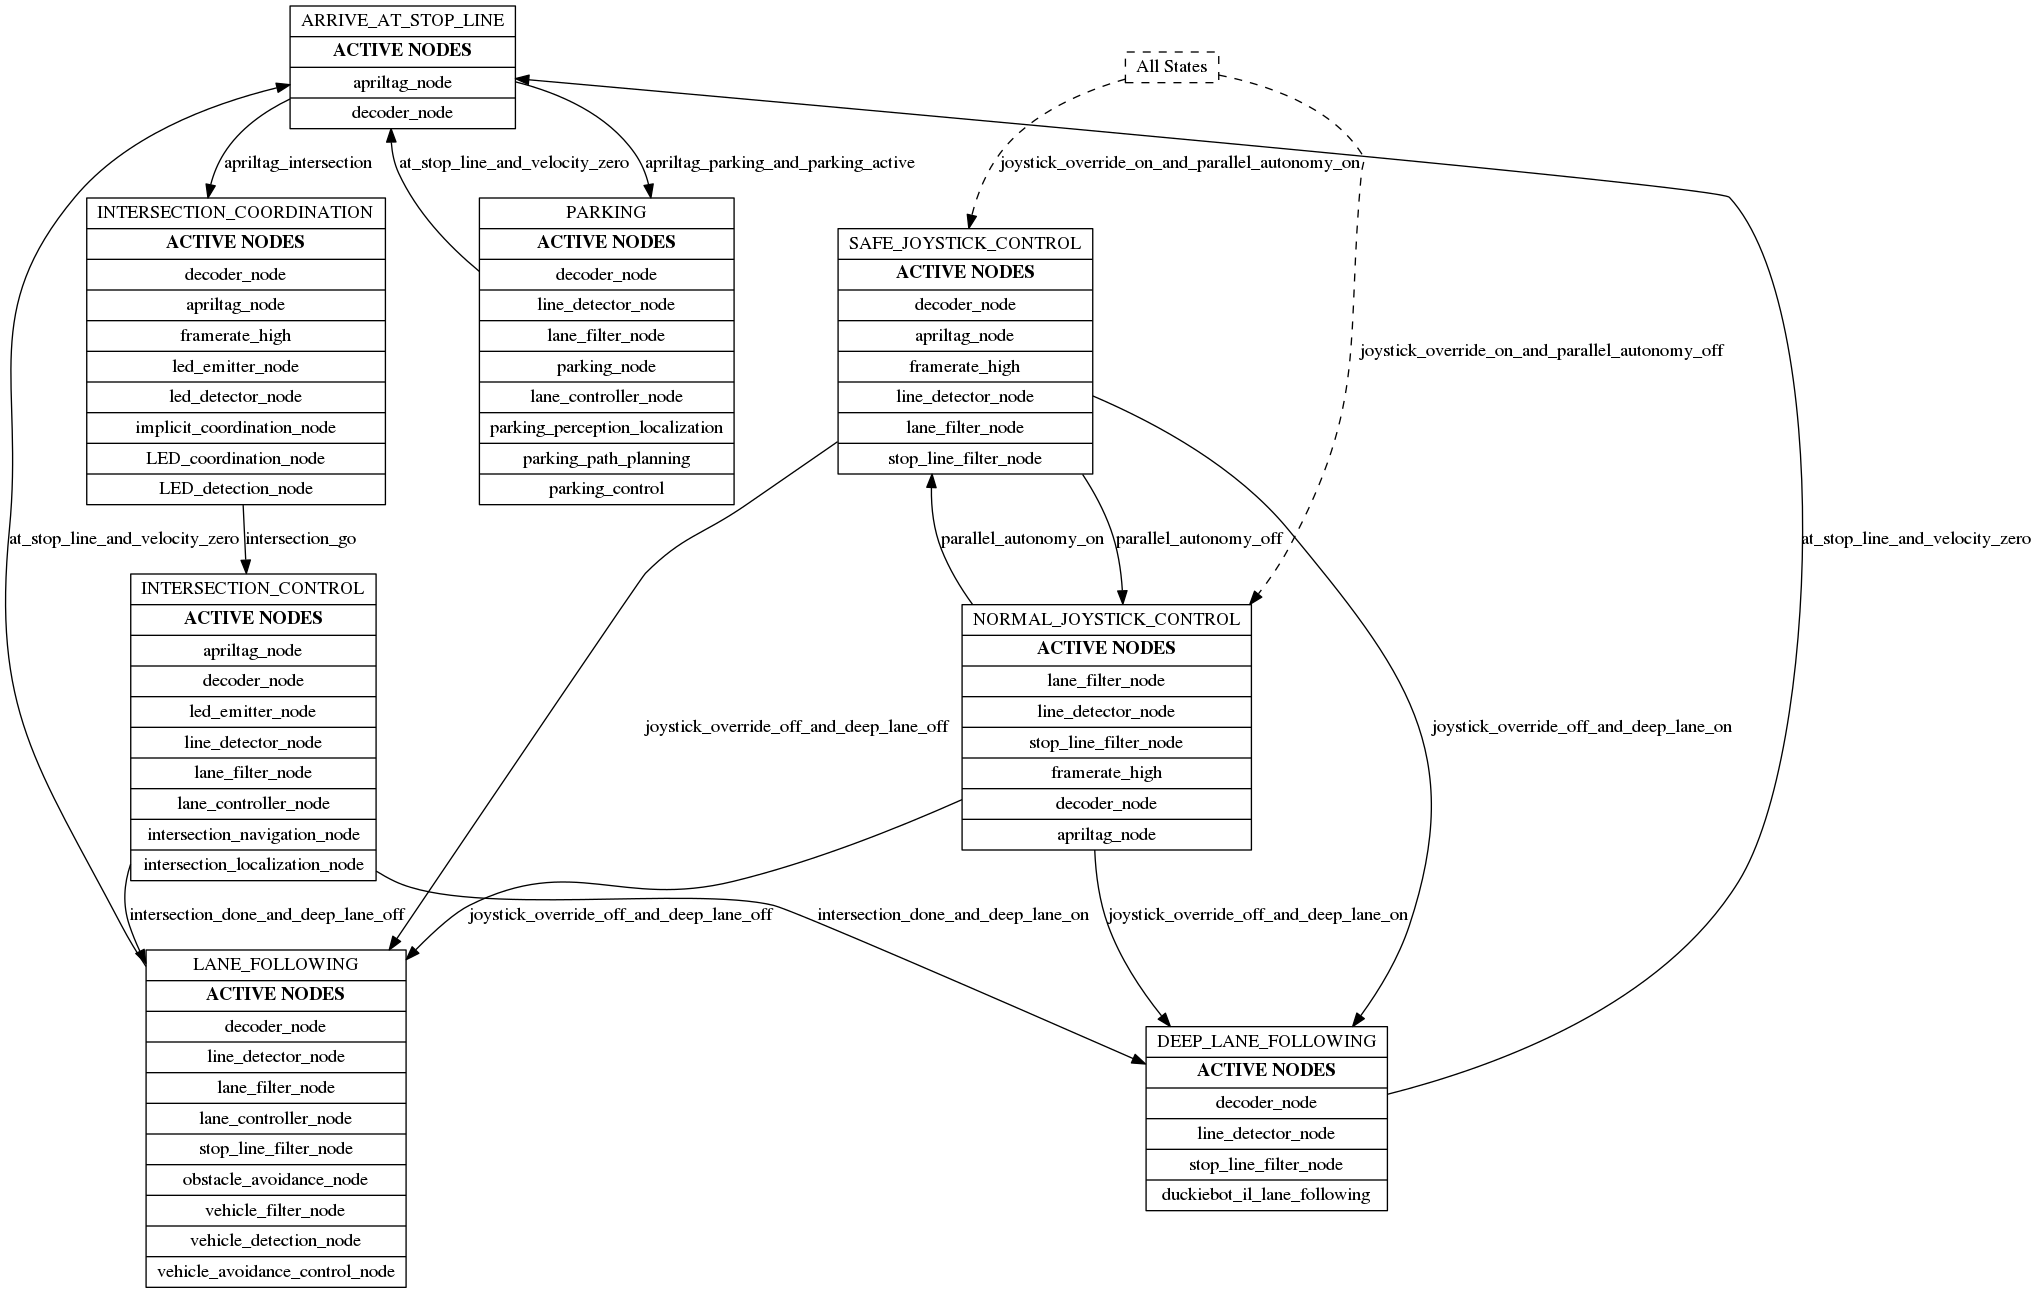 ARRIVE_AT_STOP_LINE
ACTIVE NODES
apriltag_node
decoder_node
All States
apriltag_intersection
at_stop_line_and_velocity_zero
apriltag_parking_and_parking_active
joystick_override_on_and_parallel_autonomy_on
INTERSECTION_COORDINATION
ACTIVE NODES
decoder_node
apriltag_node
framerate_high
led_emitter_node
led_detector_node
implicit_coordination_node
LED_coordination_node
LED_detection_node
PARKING
ACTIVE NODES
decoder_node
line_detector_node
lane_filter_node
parking_node
lane_controller_node
parking_perception_localization
parking_path_planning
parking_control
SAFE_JOYSTICK_CONTROL
ACTIVE NODES
decoder_node
apriltag_node
framerate_high
line_detector_node
lane_filter_node
stop_line_filter_node
joystick_override_on_and_parallel_autonomy_off
at_stop_line_and_velocity_zero
intersection_go
parallel_autonomy_on
parallel_autonomy_off
at_stop_line_and_velocity_zero
INTERSECTION_CONTROL
ACTIVE NODES
apriltag_node
decoder_node
led_emitter_node
line_detector_node
lane_filter_node
lane_controller_node
intersection_navigation_node
intersection_localization_node
joystick_override_off_and_deep_lane_off
NORMAL_JOYSTICK_CONTROL
ACTIVE NODES
lane_filter_node
line_detector_node
stop_line_filter_node
framerate_high
decoder_node
apriltag_node
joystick_override_off_and_deep_lane_on
intersection_done_and_deep_lane_off
joystick_override_off_and_deep_lane_off
intersection_done_and_deep_lane_on
joystick_override_off_and_deep_lane_on
LANE_FOLLOWING
ACTIVE NODES
decoder_node
line_detector_node
lane_filter_node
lane_controller_node
stop_line_filter_node
obstacle_avoidance_node
vehicle_filter_node
vehicle_detection_node
vehicle_avoidance_control_node
DEEP_LANE_FOLLOWING
ACTIVE NODES
decoder_node
line_detector_node
stop_line_filter_node
duckiebot_il_lane_following